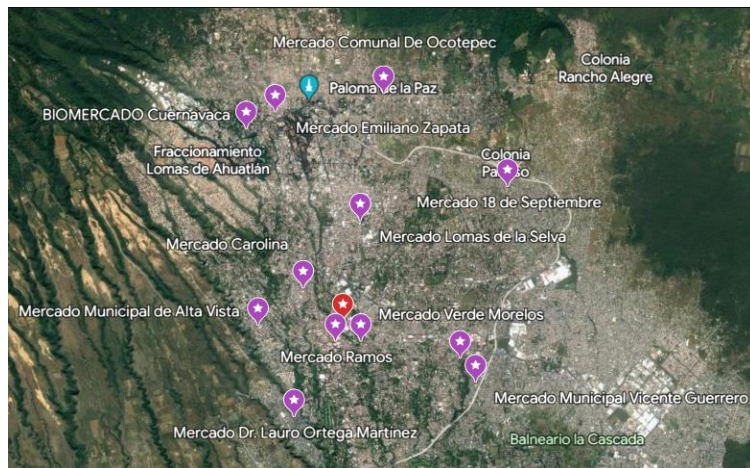 Mercado Comunal De Ocotepec
Colonia
Rancho Alegre
Paloma de la Paz
BIOMERCADO Cuernavaca
Mercado Emiliano Zapata
Fraccionamiento
Lomas de Ahuatlán
Colonia
Mercado 18 de Septiembre
Mercado Lomas de la Selva
Mercado Carolina
Mercado Municipal de Alta Vista
Mercado Verde Morelos
Mercado Ramos
Mercado Municipal Vicente Guerrero
Mercado Dr. Lauro Ortega Martínez
Balneario la Cascada